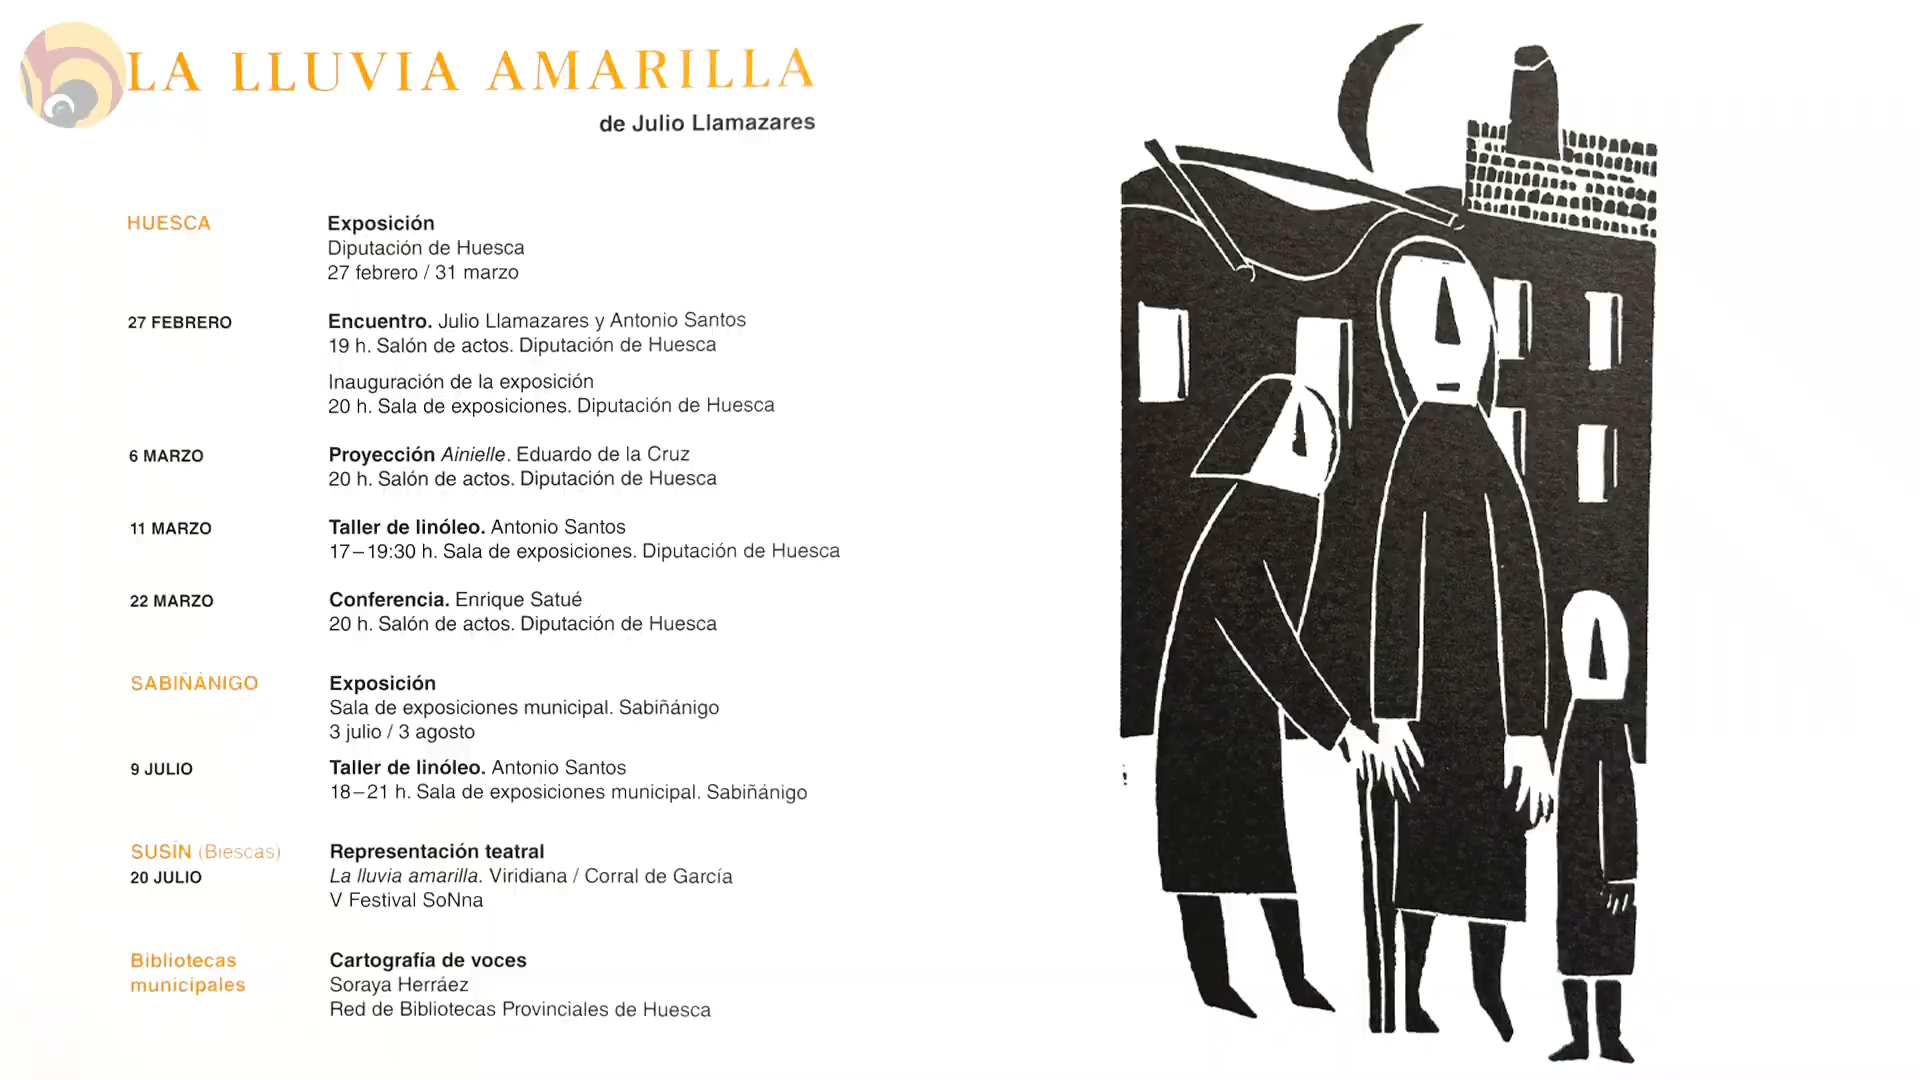 LA LLUVIA AMARILLA
de Julio Llamazares
HUESCA
Exposición
Diputación de Huesca
27 febrero / 31 marzo
27 FEBRERO
Encuentro. Julio Llamazares y Antonio Santos
19 h. Salón de actos. Diputación de Huesca
Inauguración de la exposición
20 h. Sala de exposiciones. Diputación de Huesca
6 MARZO
Proyección Ainielle. Eduardo de la Cruz
20 h. Salón de actos. Diputación de Huesca
11 MARZO
Taller de linóleo. Antonio Santos
17–19:30 h. Sala de exposiciones. Diputación de Huesca
22 MARZO
Conferencia. Enrique Satué
20 h. Salón de actos. Diputación de Huesca
SABIÑÁNIGO
Exposición
Sala de exposiciones municipal. Sabiñánigo
3 julio / 3 agosto
9 JULIO
Taller de linóleo. Antonio Santos
18–21 h. Sala de exposiciones municipal. Sabiñánigo
SUSÍN (Biescas)
20 JULIO
Representación teatral
La lluvia amarilla. Viridiana / Corral de García
V Festival SoNna
Bibliotecas
municipales
Cartografía de voces
Soraya Herráez
Red de Bibliotecas Provinciales de Huesca